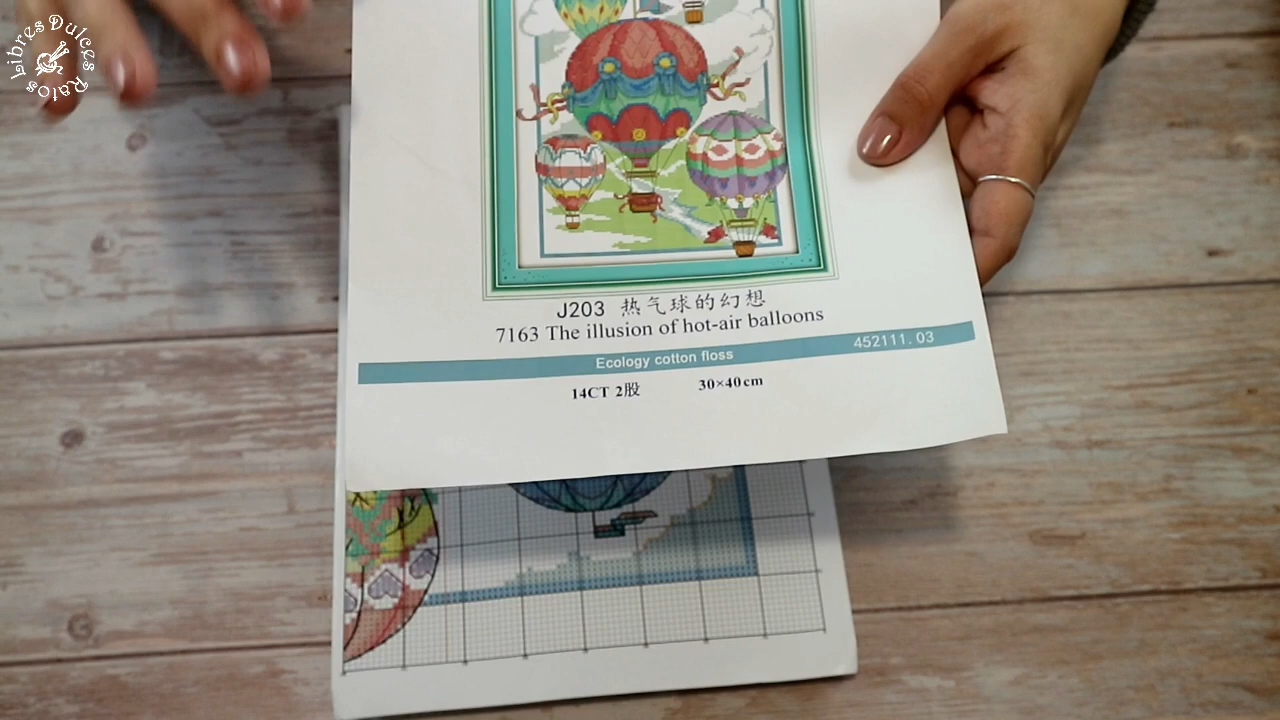 Libres Dulces Ratos
J203 热气球的幻想
7163 The illusion of hot-air balloons
Ecology cotton floss 452111.03
14CT 2股 30×40cm